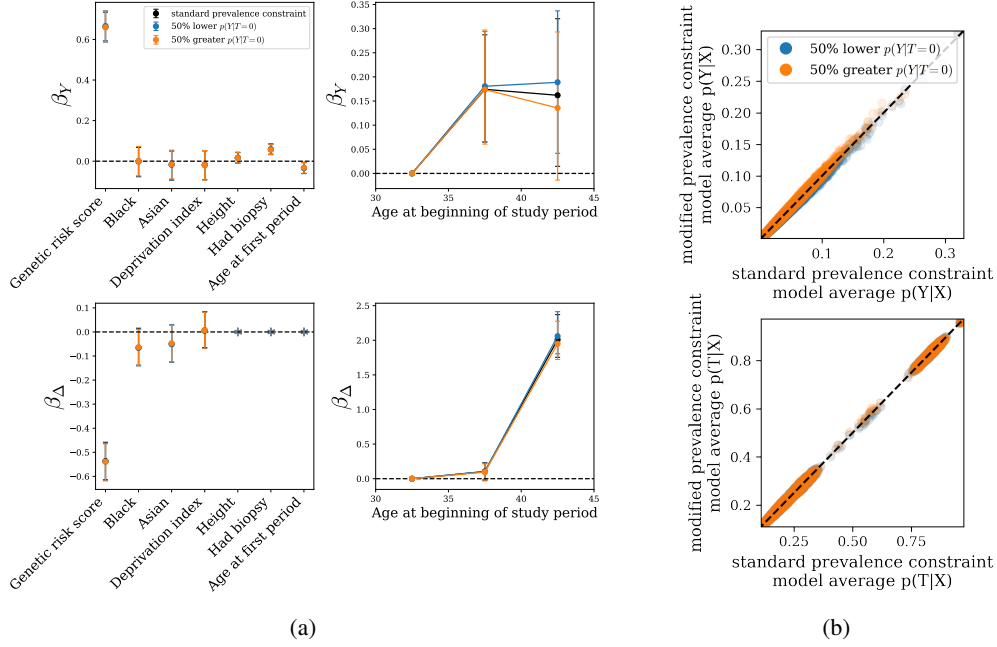 standard prevalence constraint
50% lower p(Y|T=0)
50% greater p(Y|T=0)
β_Y
0.6
0.4
0.2
0.0
Genetic risk score
Black
Asian
Deprivation index
Height
Had biopsy
Age at first period
β_Y
0.35
0.30
0.25
0.20
0.15
0.10
0.05
0.00
30 35 40 45
Age at beginning of study period
50% lower p(Y|T=0)
50% greater p(Y|T=0)
modified prevalence constraint
model average p(Y|X)
0.30
0.25
0.20
0.15
0.10
0.05
0.1 0.2 0.3
standard prevalence constraint
model average p(Y|X)
β_Δ
0.1
0.0
−0.1
−0.2
−0.3
−0.4
−0.5
−0.6
Genetic risk score
Black
Asian
Deprivation index
Height
Had biopsy
Age at first period
β_Δ
2.5
2.0
1.5
1.0
0.5
0.0
30 35 40 45
Age at beginning of study period
modified prevalence constraint
model average p(T|X)
0.8
0.6
0.4
0.2
0.25 0.50 0.75
standard prevalence constraint
model average p(T|X)
(a)
(b)